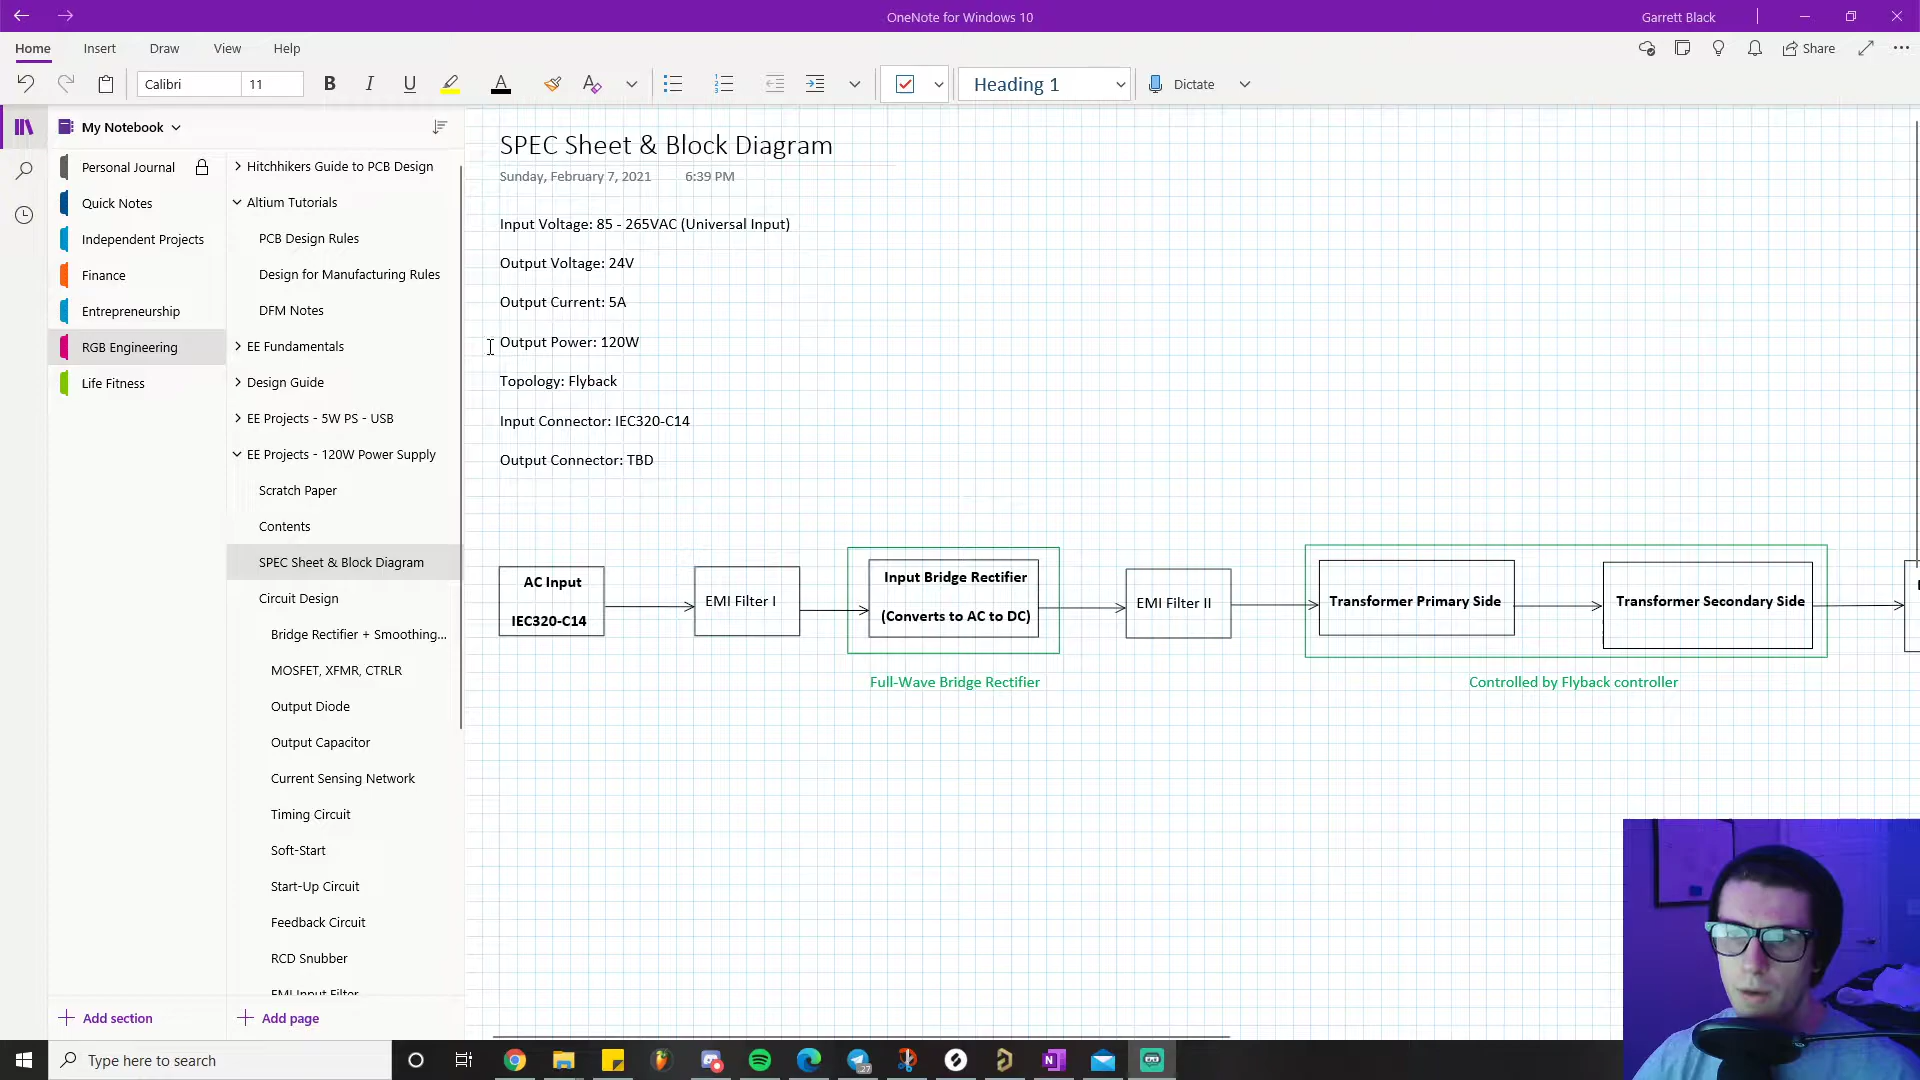 OneNote for Windows 10
Garrett Black
Home
Insert
Draw
View
Help
Share
Calibri
11
B
I
U
A
A
Heading 1
Dictate
My Notebook
Personal Journal
Quick Notes
Independent Projects
Finance
Entrepreneurship
RGB Engineering
Life Fitness
Add section
Hitchhikers Guide to PCB Design
Altium Tutorials
PCB Design Rules
Design for Manufacturing Rules
DFM Notes
EE Fundamentals
Design Guide
EE Projects - 5W PS - USB
EE Projects - 120W Power Supply
Scratch Paper
Contents
SPEC Sheet & Block Diagram
Circuit Design
Bridge Rectifier + Smoothing...
MOSFET, XFMR, CTRLR
Output Diode
Output Capacitor
Current Sensing Network
Timing Circuit
Soft-Start
Start-Up Circuit
Feedback Circuit
RCD Snubber
EMI Input Filter
Add page
SPEC Sheet & Block Diagram
Sunday, February 7, 2021 6:39 PM
Input Voltage: 85 - 265VAC (Universal Input)
Output Voltage: 24V
Output Current: 5A
Output Power: 120W
Topology: Flyback
Input Connector: IEC320-C14
Output Connector: TBD
AC Input
IEC320-C14
EMI Filter I
Input Bridge Rectifier
(Converts to AC to DC)
EMI Filter II
Transformer Primary Side
Transformer Secondary Side
Full-Wave Bridge Rectifier
Controlled by Flyback controller
Type here to search
27